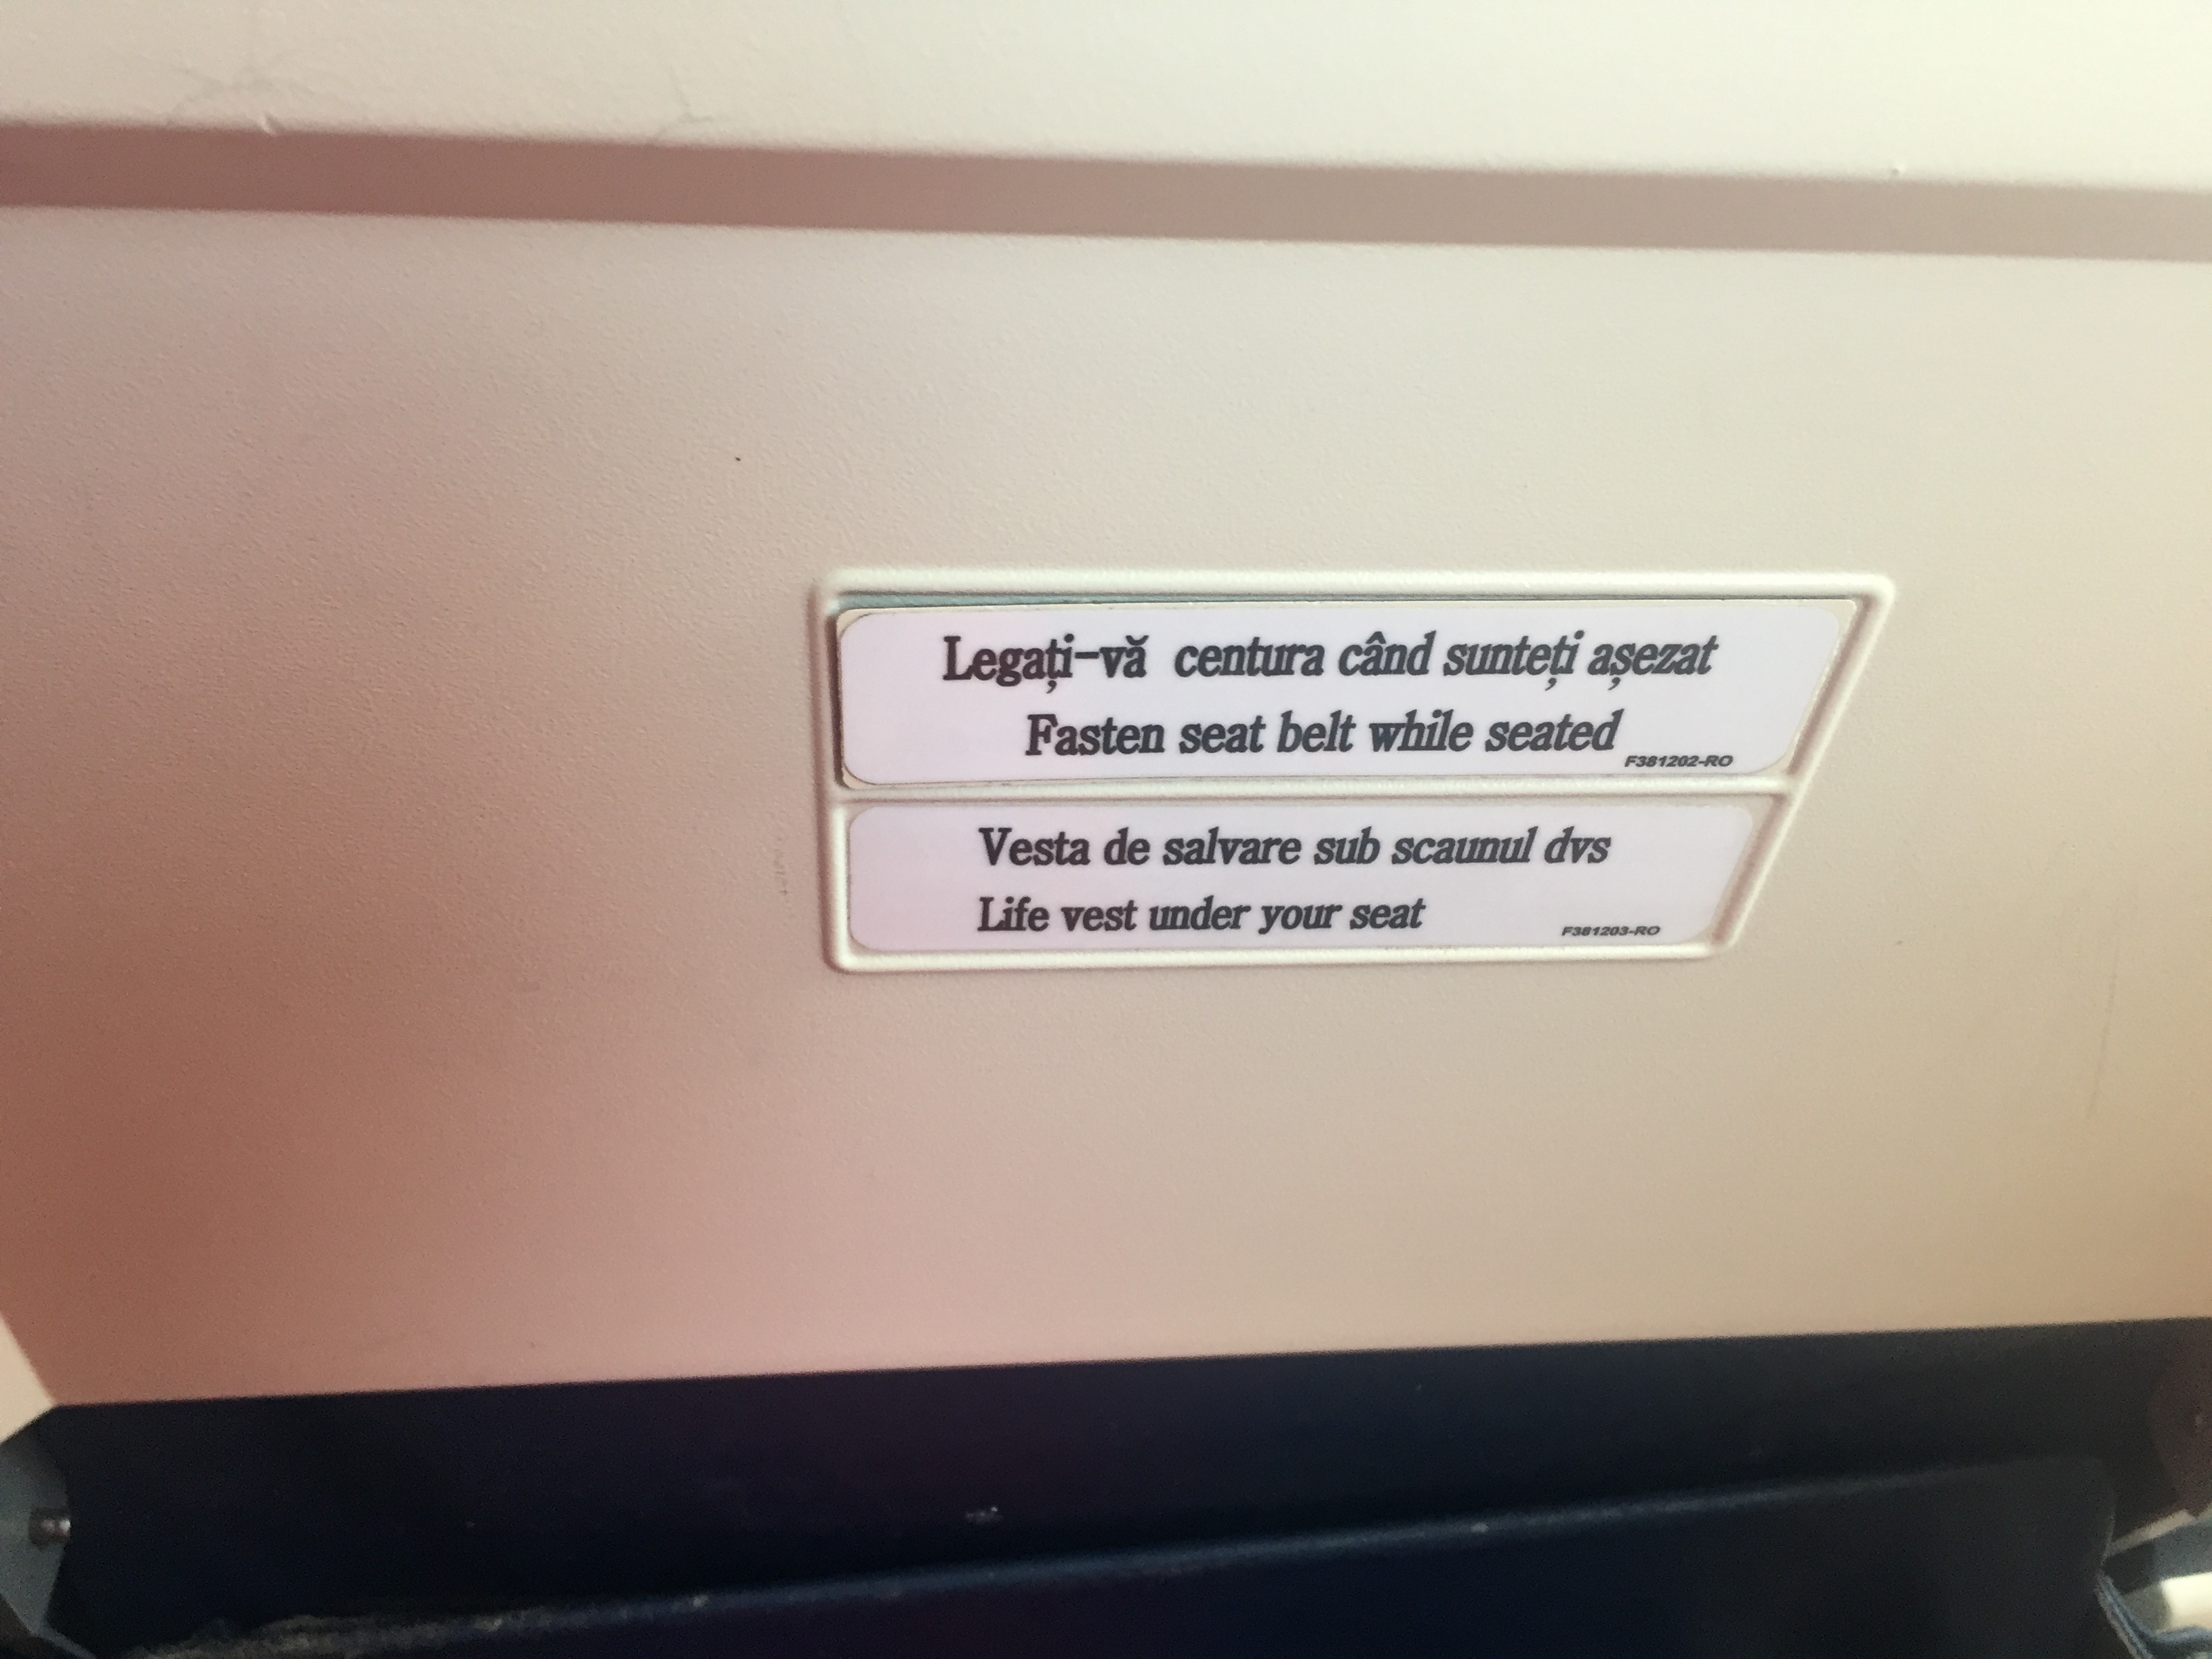 Legați-vă centura când sunteți așezat
Fasten seat belt while seated
F381202-RO
Vesta de salvare sub scaunul dvs
Life vest under your seat
F381203-RO